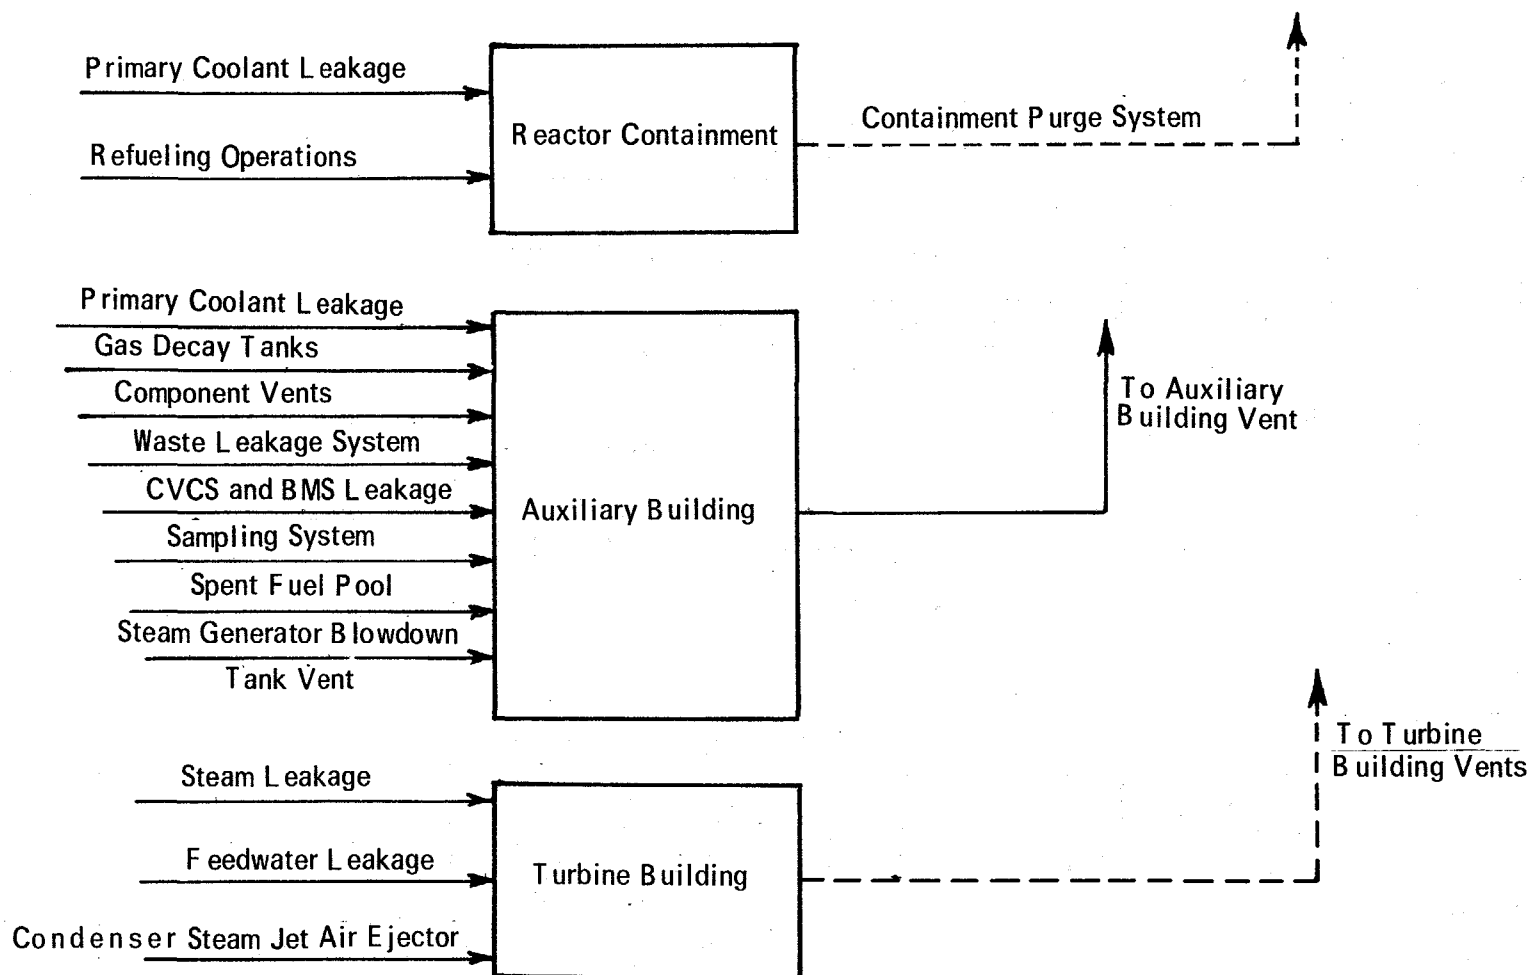 Primary Coolant Leakage
Refueling Operations
Reactor Containment
Containment Purge System
Primary Coolant Leakage
Gas Decay Tanks
Component Vents
Waste Leakage System
CVCS and BMS Leakage
Sampling System
Spent Fuel Pool
Steam Generator Blowdown
Tank Vent
Auxiliary Building
To Auxiliary
Building Vent
Steam Leakage
Feedwater Leakage
Condenser Steam Jet Air Ejector
Turbine Building
To Turbine
Building Vents